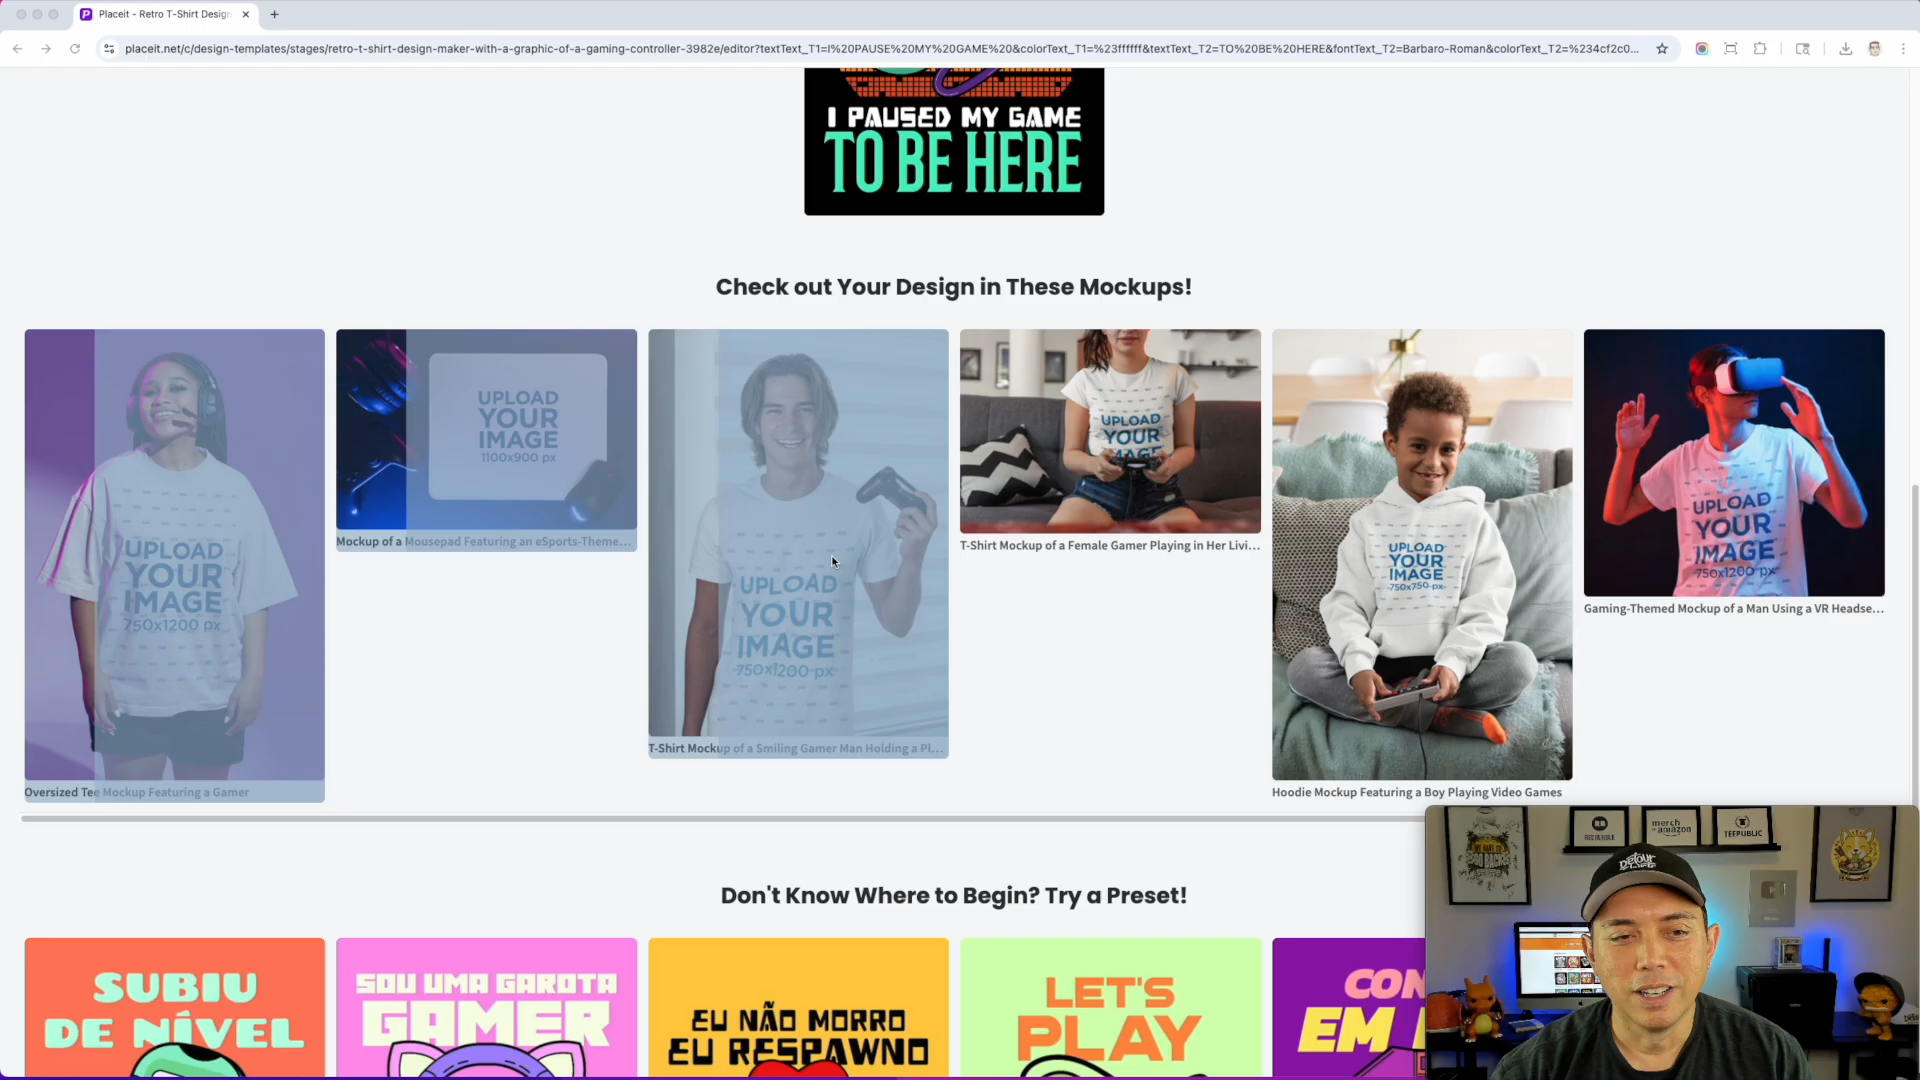 Placeit - Retro T-Shirt Design
placeit.net/c/design-templates/stages/retro-t-shirt-design-maker-with-a-graphic-of-a-gaming-controller-3982e/editor?textText_T1=I%20PAUSE%20MY%20GAME%20&colorText_T1=%23ffffff&textText_T2=TO%20BE%20HERE&fontText_T2=Barbaro-Roman&colorText_T2=%234cf2c0...
I PAUSED MY GAME
TO BE HERE
Check out Your Design in These Mockups!
UPLOAD
YOUR
IMAGE
750x1200 px
Oversized Tee Mockup Featuring a Gamer
UPLOAD
YOUR
IMAGE
1100x900 px
Mockup of a Mousepad Featuring an eSports-Theme...
UPLOAD
YOUR
IMAGE
750x1200 px
T-Shirt Mockup of a Smiling Gamer Man Holding a Pl...
UPLOAD
YOUR
IMAGE
T-Shirt Mockup of a Female Gamer Playing in Her Livi...
UPLOAD
YOUR
IMAGE
750x750 px
Hoodie Mockup Featuring a Boy Playing Video Games
UPLOAD
YOUR
IMAGE
750x1200 px
Gaming-Themed Mockup of a Man Using a VR Headse...
Don't Know Where to Begin? Try a Preset!
SUBIU
DE NÍVEL
SOU UMA GAROTA
GAMER
EU NÃO MORRO
EU RESPAWNO
LET'S
PLAY
CON
EM
merch
amazon
TEEPUBLIC
DETOUR